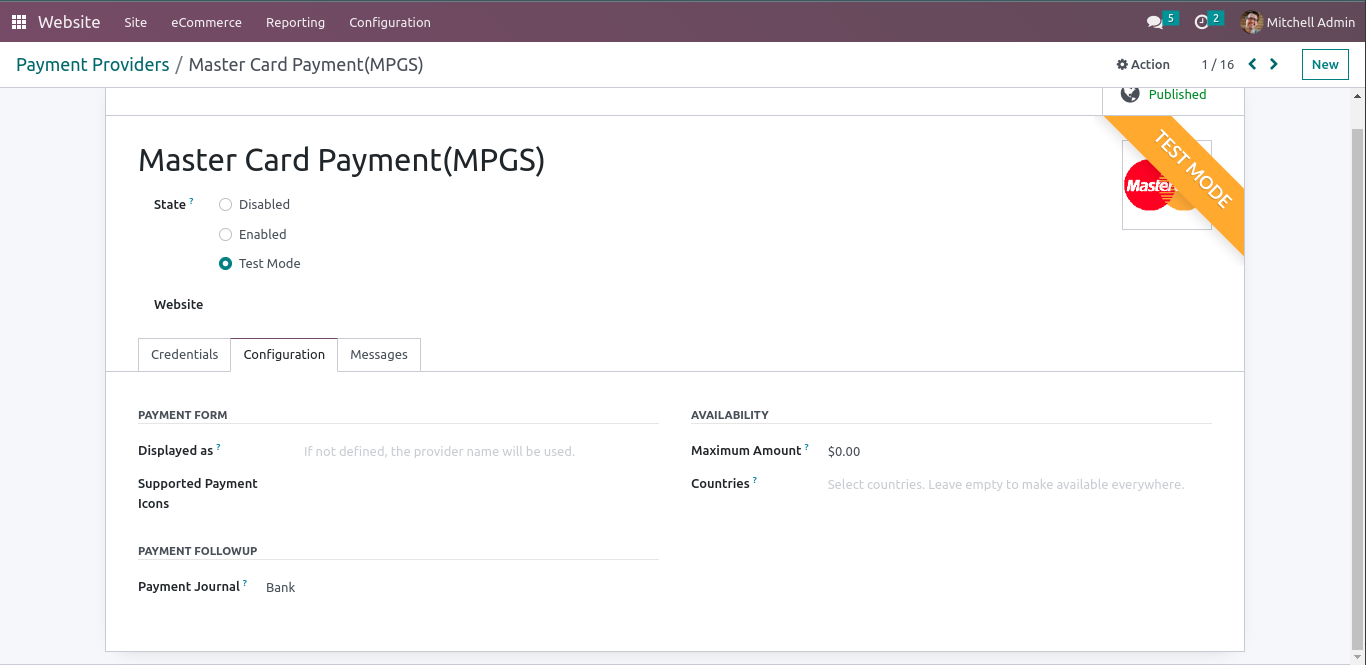 Website Site eCommerce Reporting Configuration 5 2 Mitchell Admin
Payment Providers / Master Card Payment(MPGS) Action 1 / 16 New
Published
TEST MODE
Master
Master Card Payment(MPGS)
State ? Disabled
Enabled
Test Mode
Website
Credentials Configuration Messages
PAYMENT FORM
Displayed as ? If not defined, the provider name will be used.
Supported Payment
Icons
PAYMENT FOLLOWUP
Payment Journal ? Bank
AVAILABILITY
Maximum Amount ? $0.00
Countries ? Select countries. Leave empty to make available everywhere.